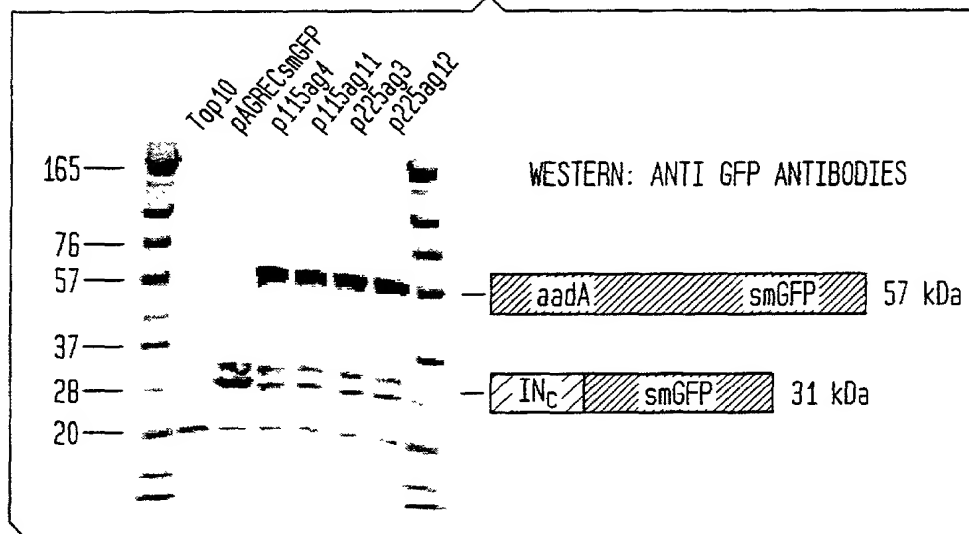 Top10
pAGRECsmGFP
p115ag4
p115ag11
p225ag3
p225ag12
165
76
57
37
28
20
WESTERN: ANTI GFP ANTIBODIES
aadA smGFP 57 kDa
INC smGFP 31 kDa